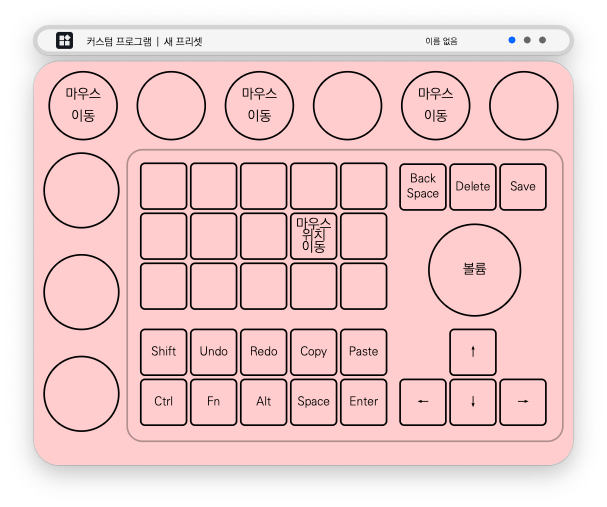 커스텀 프로그램 | 새 프리셋
이름 없음
마우스
이동
마우스
이동
마우스
이동
Back
Space
Delete
Save
마우스
위치
이동
볼륨
Shift
Undo
Redo
Copy
Paste
↑
Ctrl
Fn
Alt
Space
Enter
←
↓
→